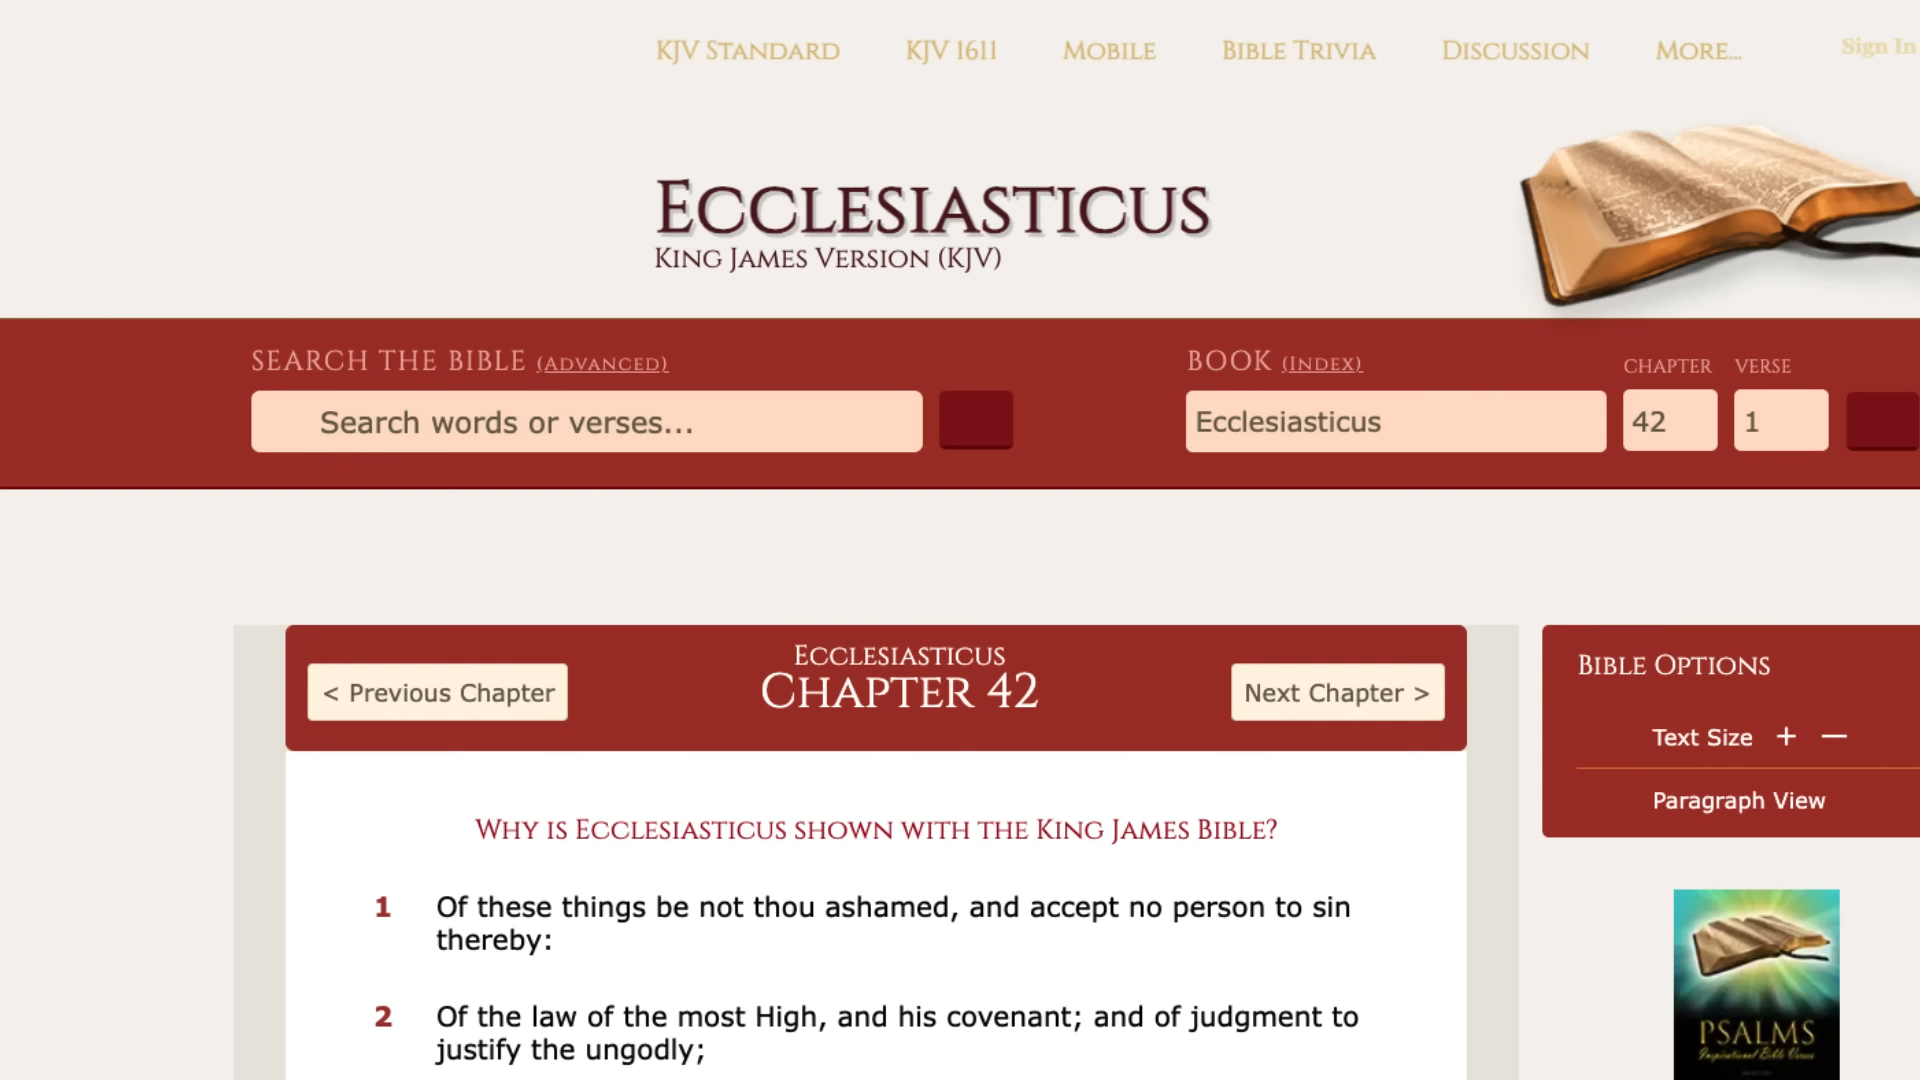 KJV Standard
KJV 1611
Mobile
Bible Trivia
Discussion
More...
Sign In
Ecclesiasticus
King James Version (KJV)
SEARCH THE BIBLE (Advanced)
Search words or verses...
BOOK (Index)
Ecclesiasticus
CHAPTER
42
VERSE
1
< Previous Chapter
Ecclesiasticus
Chapter 42
Next Chapter >
Bible Options
Text Size + —
Paragraph View
Why is Ecclesiasticus shown with the King James Bible?
1 Of these things be not thou ashamed, and accept no person to sin
thereby:
2 Of the law of the most High, and his covenant; and of judgment to
justify the ungodly;
PSALMS
Inspirational Bible Verses